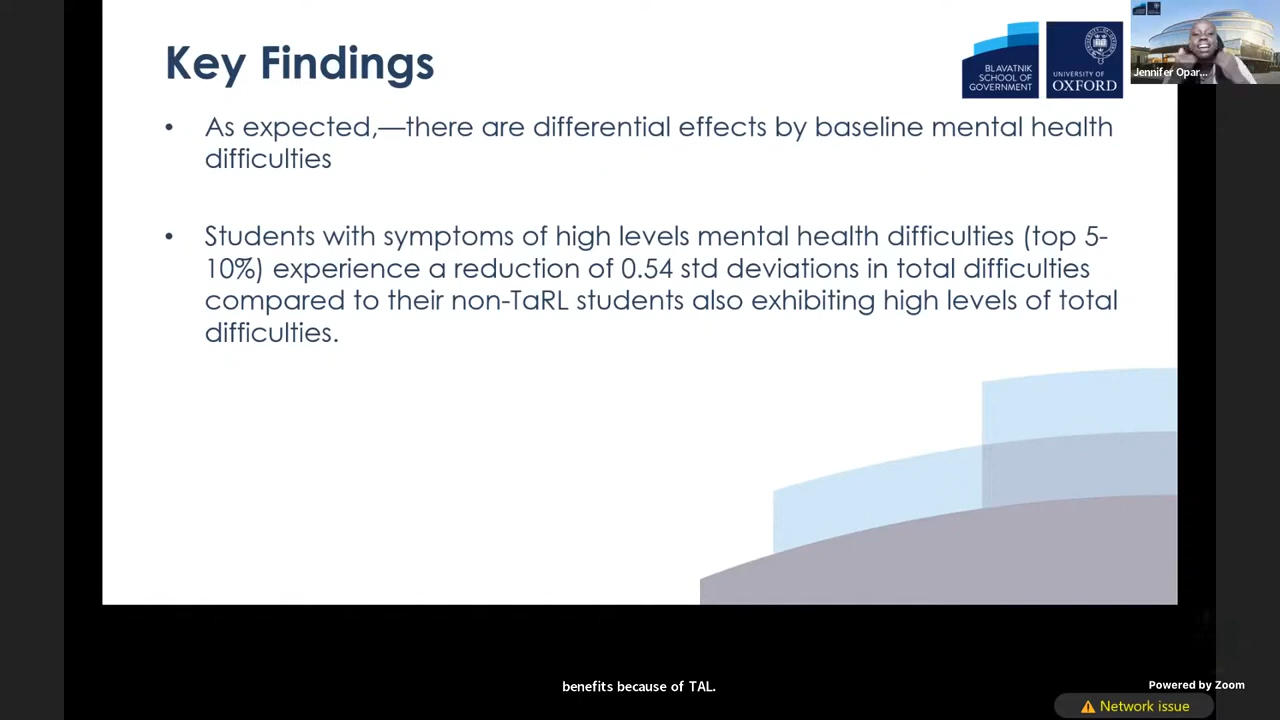 Key Findings
BLAVATNIK
SCHOOL OF
GOVERNMENT
UNIVERSITY OF
OXFORD
Jennifer Opar...
• As expected,—there are differential effects by baseline mental health
difficulties
• Students with symptoms of high levels mental health difficulties (top 5-
10%) experience a reduction of 0.54 std deviations in total difficulties
compared to their non-TaRL students also exhibiting high levels of total
difficulties.
benefits because of TAL.
Powered by Zoom
Network issue